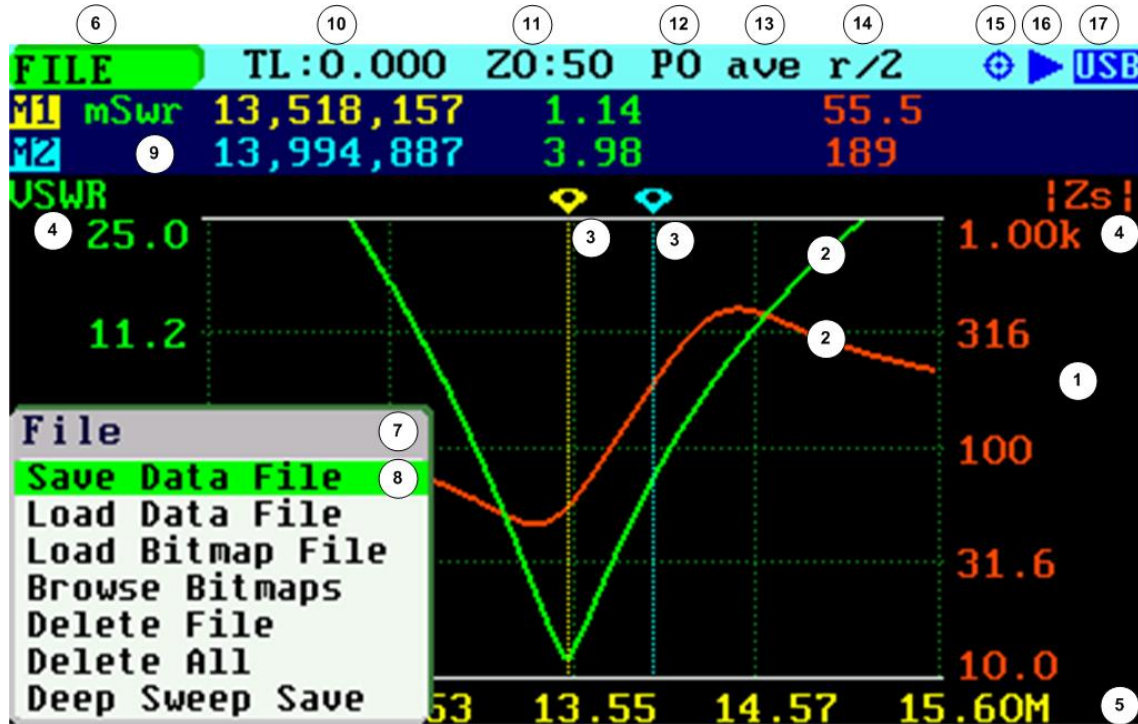 6 10 11 12 13 14 15 16 17
FILE TL:0.000 Z0:50 P0 ave r/2 USB
M1 mSwr 13,518,157 1.14 55.5
M2 9 13,994,887 3.98 189
VSWR |Zs|
4 25.0 3 3 2 1.00k 4
11.2 2 316
1
File 7
100
Save Data File 8
Load Data File
Load Bitmap File
31.6
Browse Bitmaps
Delete File
Delete All
10.0
Deep Sweep Save
53 13.55 14.57 15.60M 5